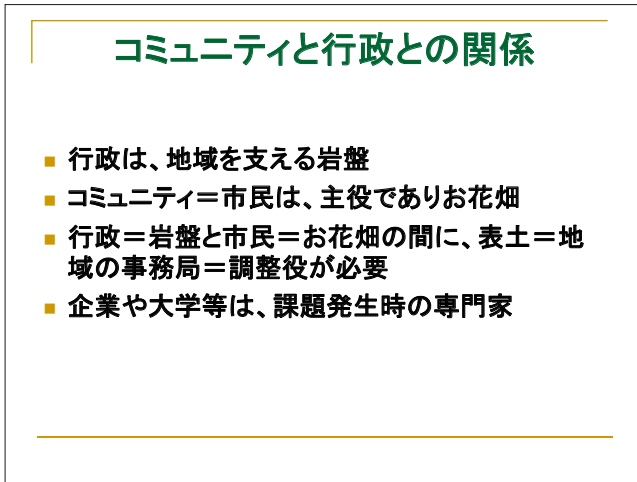 コミュニティと行政との関係
行政は、地域を支える岩盤
コミュニティ＝市民は、主役でありお花畑
行政＝岩盤と市民＝お花畑の間に、表土＝地
域の事務局＝調整役が必要
企業や大学等は、課題発生時の専門家